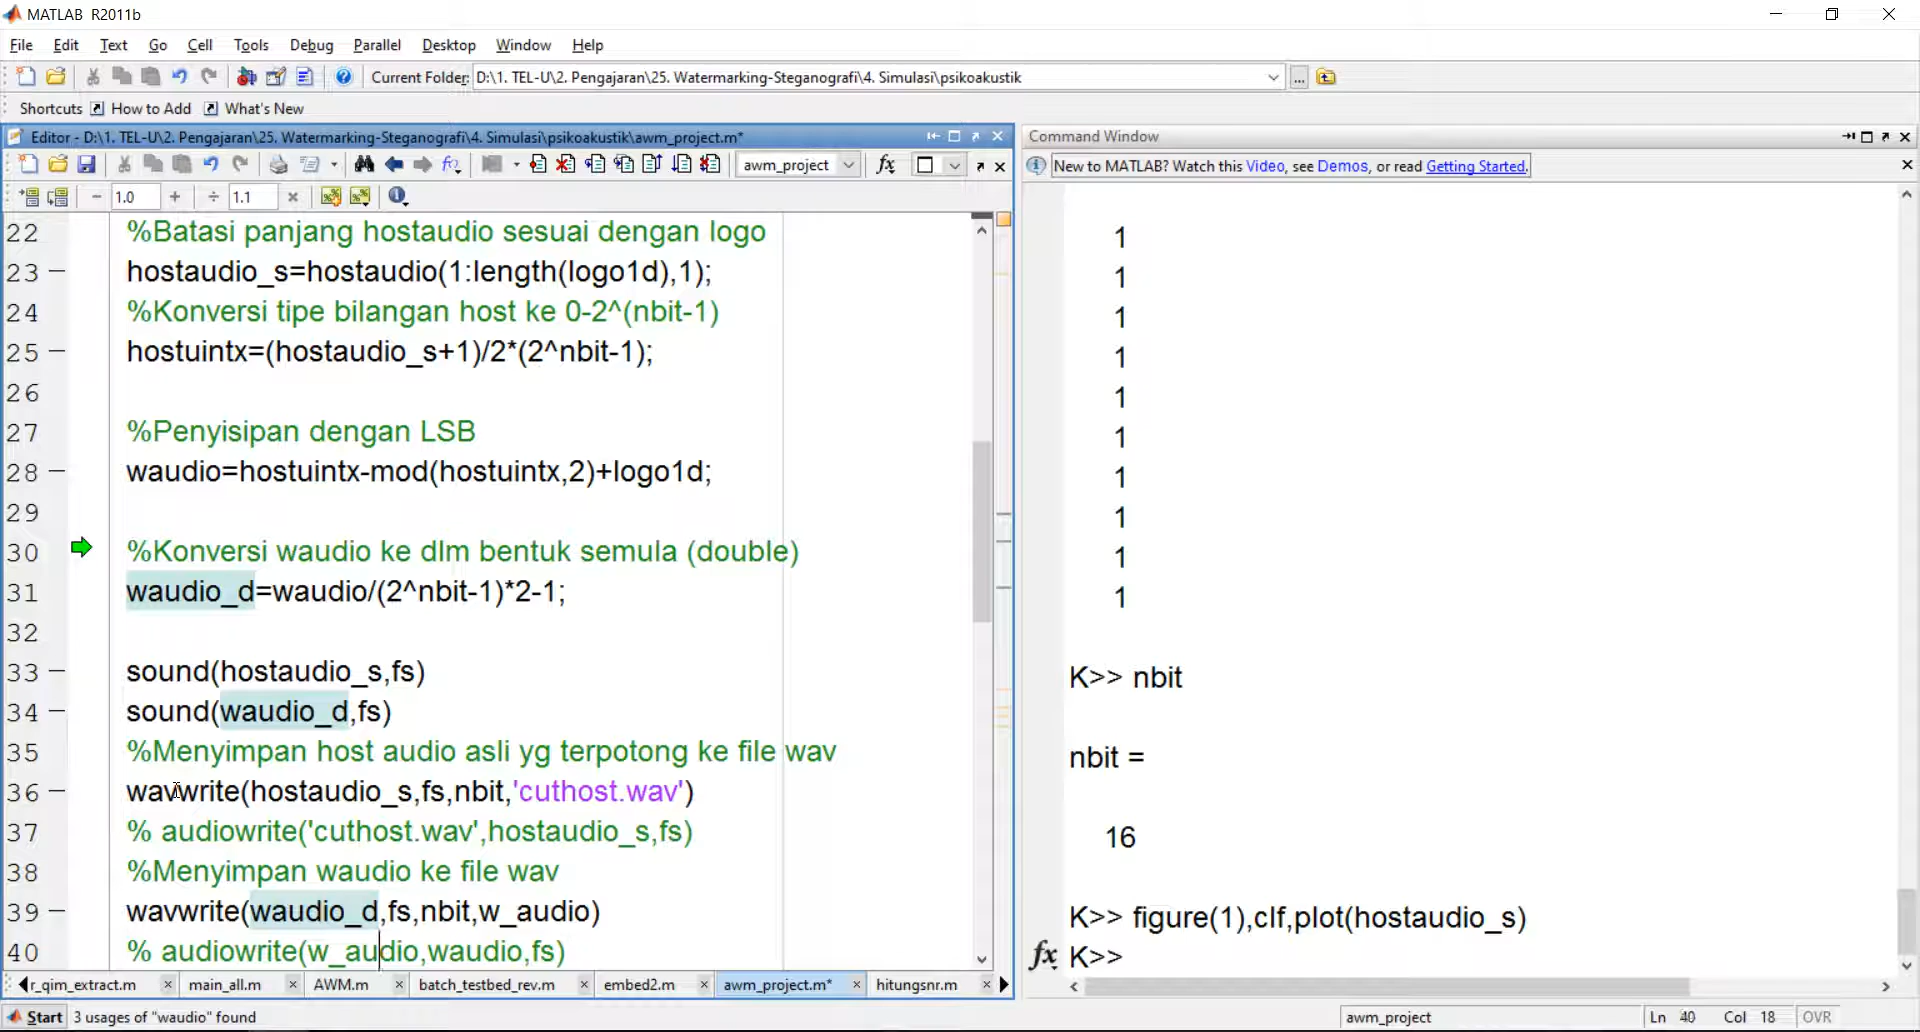 MATLAB R2011b
File Edit Text Go Cell Tools Debug Parallel Desktop Window Help
Current Folder: D:\1. TEL-U\2. Pengajaran\25. Watermarking-Steganografi\4. Simulasi\psikoakustik ...
Shortcuts How to Add What's New
Editor - D:\1. TEL-U\2. Pengajaran\25. Watermarking-Steganografi\4. Simulasi\psikoakustik\awm_project.m*
awm_project fx
− 1.0 + ÷ 1.1 ×
22 %Batasi panjang hostaudio sesuai dengan logo
23 – hostaudio_s=hostaudio(1:length(logo1d),1);
24 %Konversi tipe bilangan host ke 0-2^(nbit-1)
25 – hostuintx=(hostaudio_s+1)/2*(2^nbit-1);
26
27 %Penyisipan dengan LSB
28 – waudio=hostuintx-mod(hostuintx,2)+logo1d;
29
30 %Konversi waudio ke dlm bentuk semula (double)
31 waudio_d=waudio/(2^nbit-1)*2-1;
32
33 – sound(hostaudio_s,fs)
34 – sound(waudio_d,fs)
35 %Menyimpan host audio asli yg terpotong ke file wav
36 – wavwrite(hostaudio_s,fs,nbit,'cuthost.wav')
37 % audiowrite('cuthost.wav',hostaudio_s,fs)
38 %Menyimpan waudio ke file wav
39 – wavwrite(waudio_d,fs,nbit,w_audio)
40 % audiowrite(w_audio,waudio,fs)
r_qim_extract.m main_all.m AWM.m batch_testbed_rev.m embed2.m awm_project.m* hitungsnr.m
Command Window
New to MATLAB? Watch this Video, see Demos, or read Getting Started.
1
1
1
1
1
1
1
1
1
1
K>> nbit
nbit =
16
K>> figure(1),clf,plot(hostaudio_s)
fx K>>
Start 3 usages of "waudio" found awm_project Ln 40 Col 18 OVR